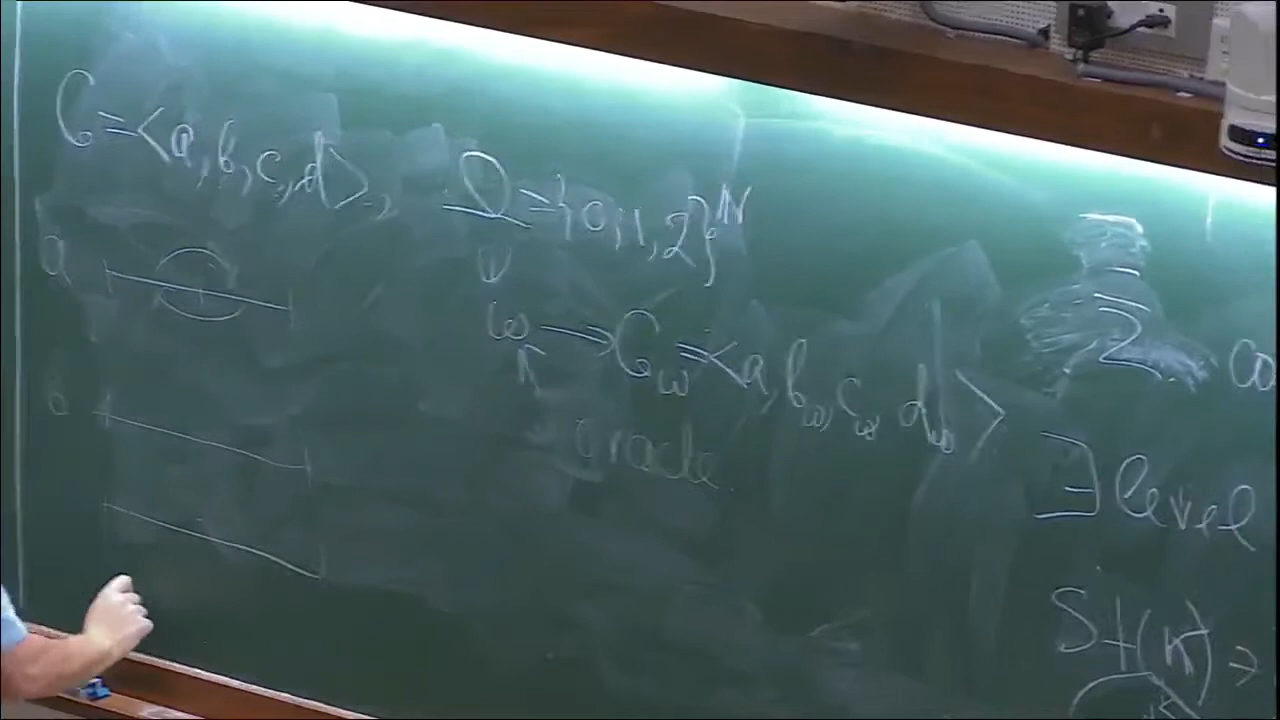 G = <a, b, c, d>
Ω = {0, 1, 2}^ℕ
a
ω → G_ω = <a, b_ω, c_ω, d_ω>
oracle
b
∃ level
St(n)